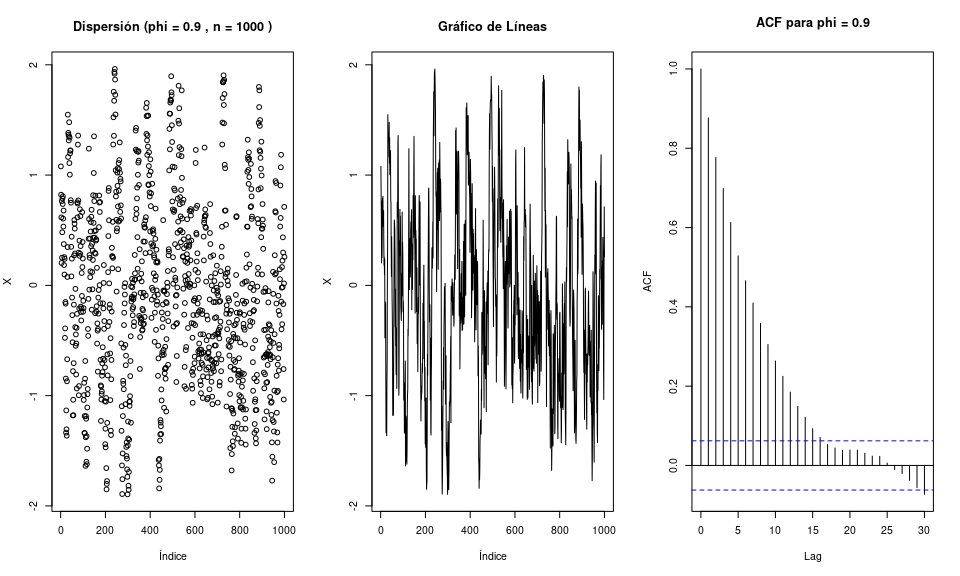 Dispersión (phi = 0.9 , n = 1000 )
X
2
1
0
-1
-2
0 200 400 600 800 1000
Índice
Gráfico de Líneas
X
2
1
0
-1
-2
0 200 400 600 800 1000
Índice
ACF para phi = 0.9
ACF
1.0
0.8
0.6
0.4
0.2
0.0
0 5 10 15 20 25 30
Lag